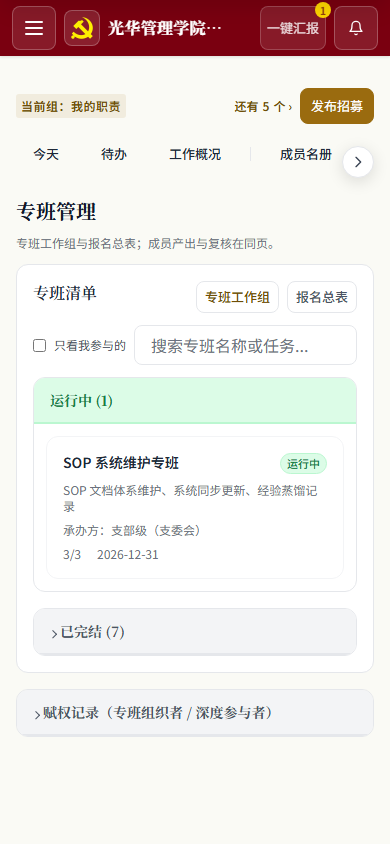 光华管理学院…
一键汇报
1
当前组：我的职责
还有 5 个 ›
发布招募
今天
待办
工作概况
成员名册
专班管理
专班工作组与报名总表；成员产出与复核在同页。
专班清单
专班工作组
报名总表
只看我参与的
搜索专班名称或任务...
运行中 (1)
SOP 系统维护专班
运行中
SOP 文档体系维护、系统同步更新、经验蒸馏记
录
承办方：支部级（支委会）
3/3 2026-12-31
已完结 (7)
赋权记录（专班组织者 / 深度参与者）